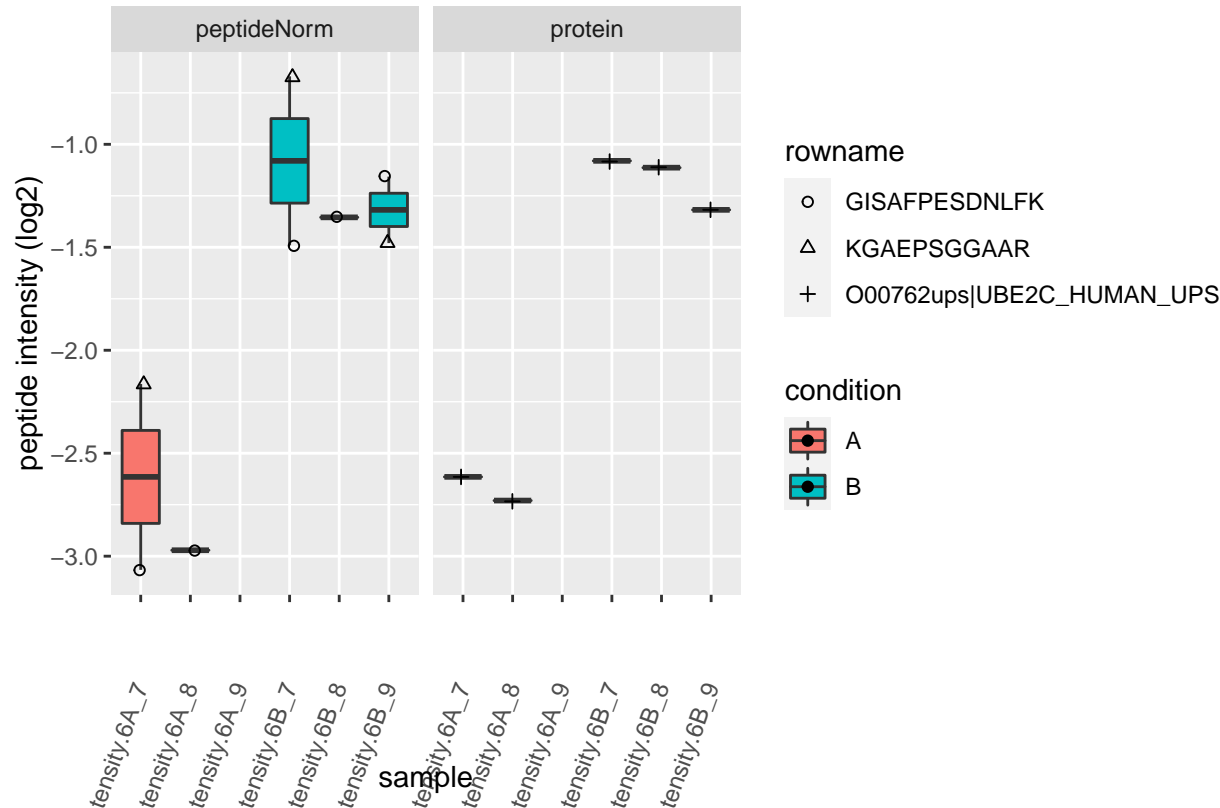 peptideNorm
protein
peptide intensity (log2)
−1.0
−1.5
−2.0
−2.5
−3.0
tensity.6A_7
tensity.6A_8
tensity.6A_9
tensity.6B_7
tensity.6B_8
tensity.6B_9
tensity.6A_7
tensity.6A_8
tensity.6A_9
tensity.6B_7
tensity.6B_8
tensity.6B_9
sample
rowname
GISAFPESDNLFK
KGAEPSGGAAR
O00762ups|UBE2C_HUMAN_UPS
condition
A
B